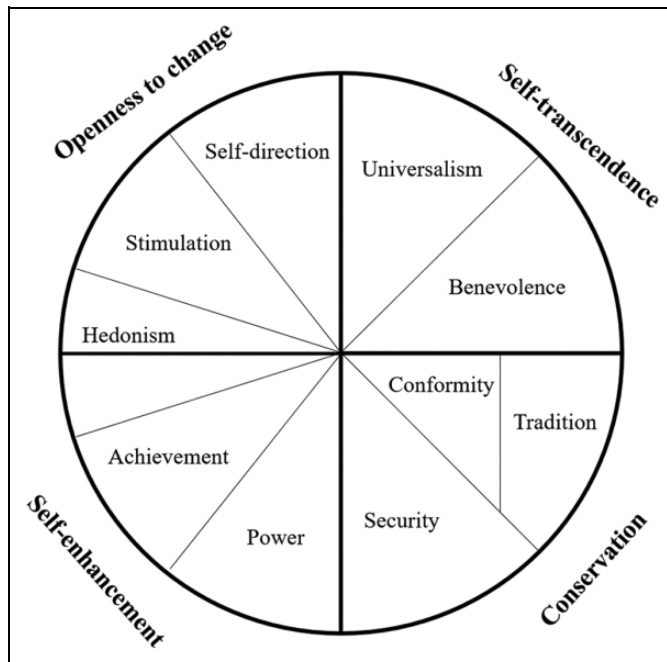 Openness to change
Self-transcendence
Self-direction
Universalism
Stimulation
Benevolence
Hedonism
Conformity
Tradition
Achievement
Security
Power
Self-enhancement
Conservation